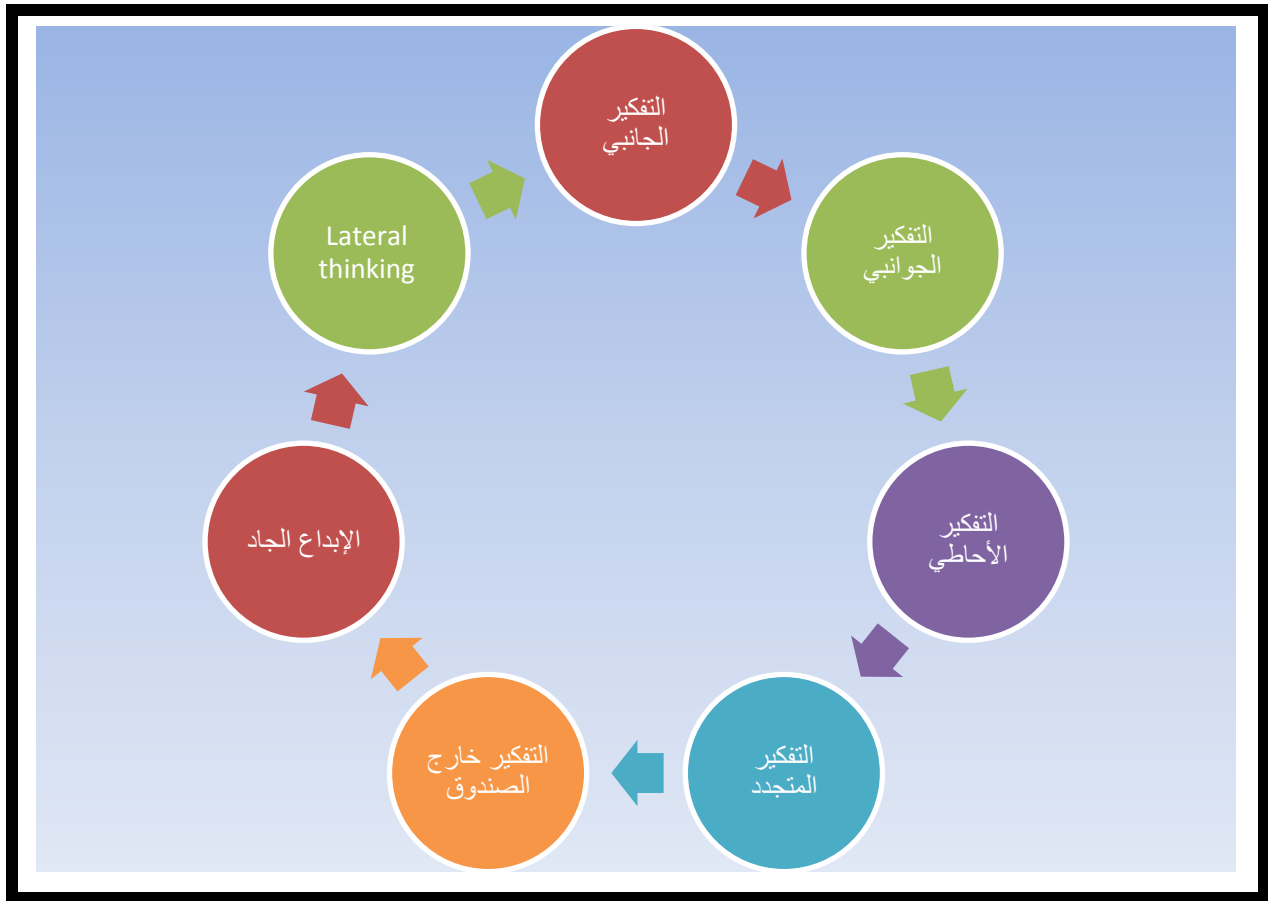 التفكير
الجانبي
التفكير
الجوانبي
التفكير
الأحاطي
التفكير
المتجدد
التفكير خارج
الصندوق
الإبداع الجاد
Lateral
thinking